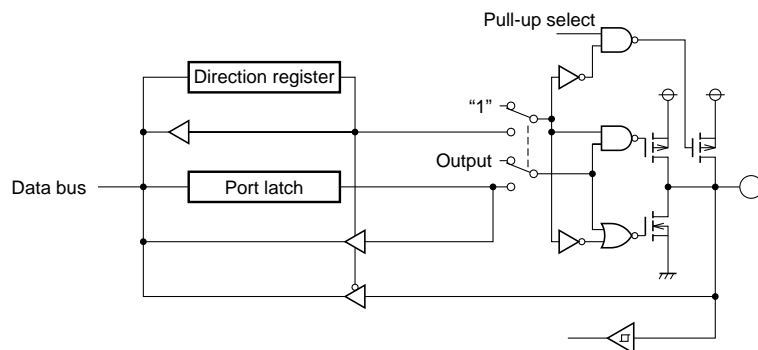 Pull-up select
Direction register
“1”
Output
Data bus
Port latch